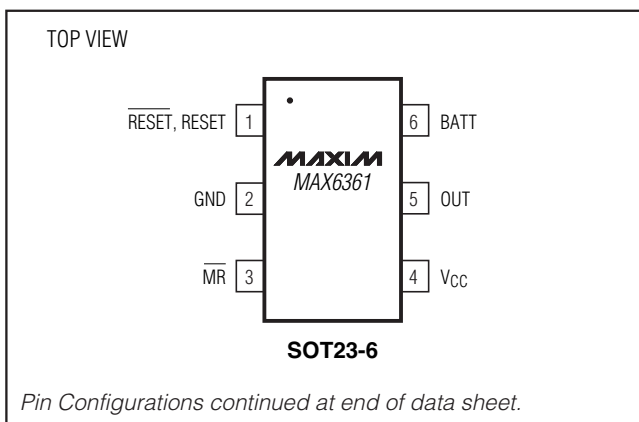 TOP VIEW
RESET, RESET 1
6 BATT
MAXIM
MAX6361
GND 2
5 OUT
MR 3
4 VCC
SOT23-6
Pin Configurations continued at end of data sheet.